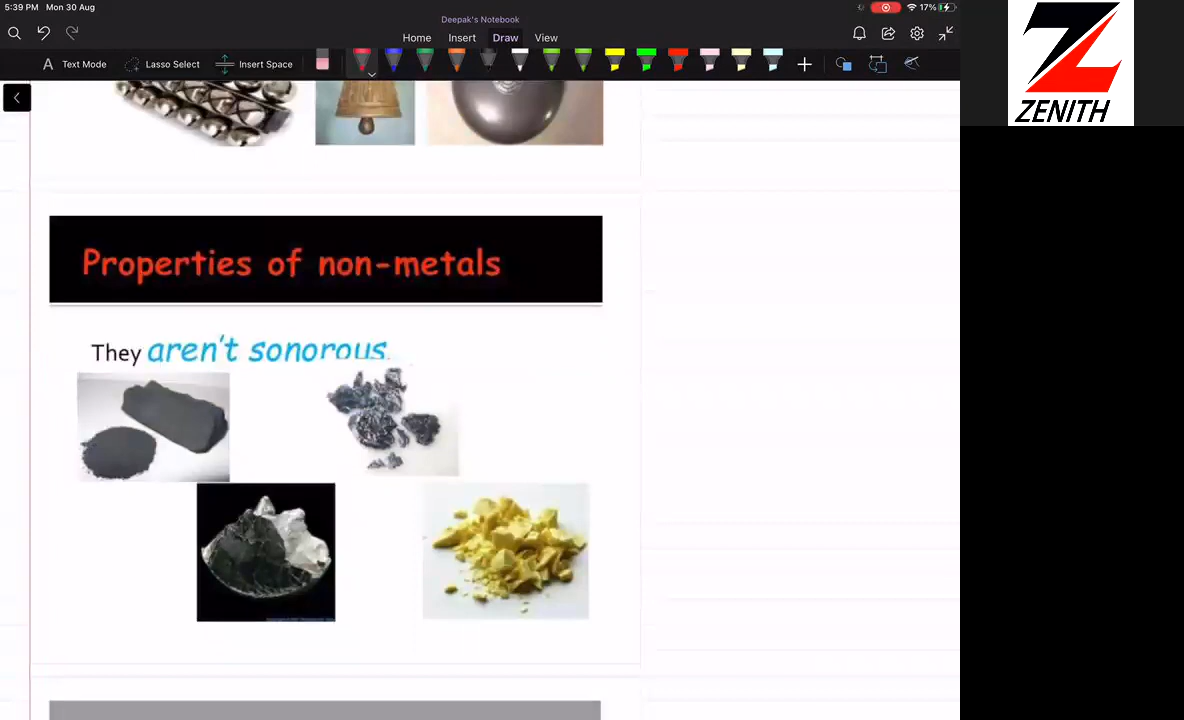 5:39 PM Mon 30 Aug
17%
Deepak's Notebook
Home Insert Draw View
Text Mode Lasso Select Insert Space
ZENITH
Properties of non-metals
They aren't sonorous.